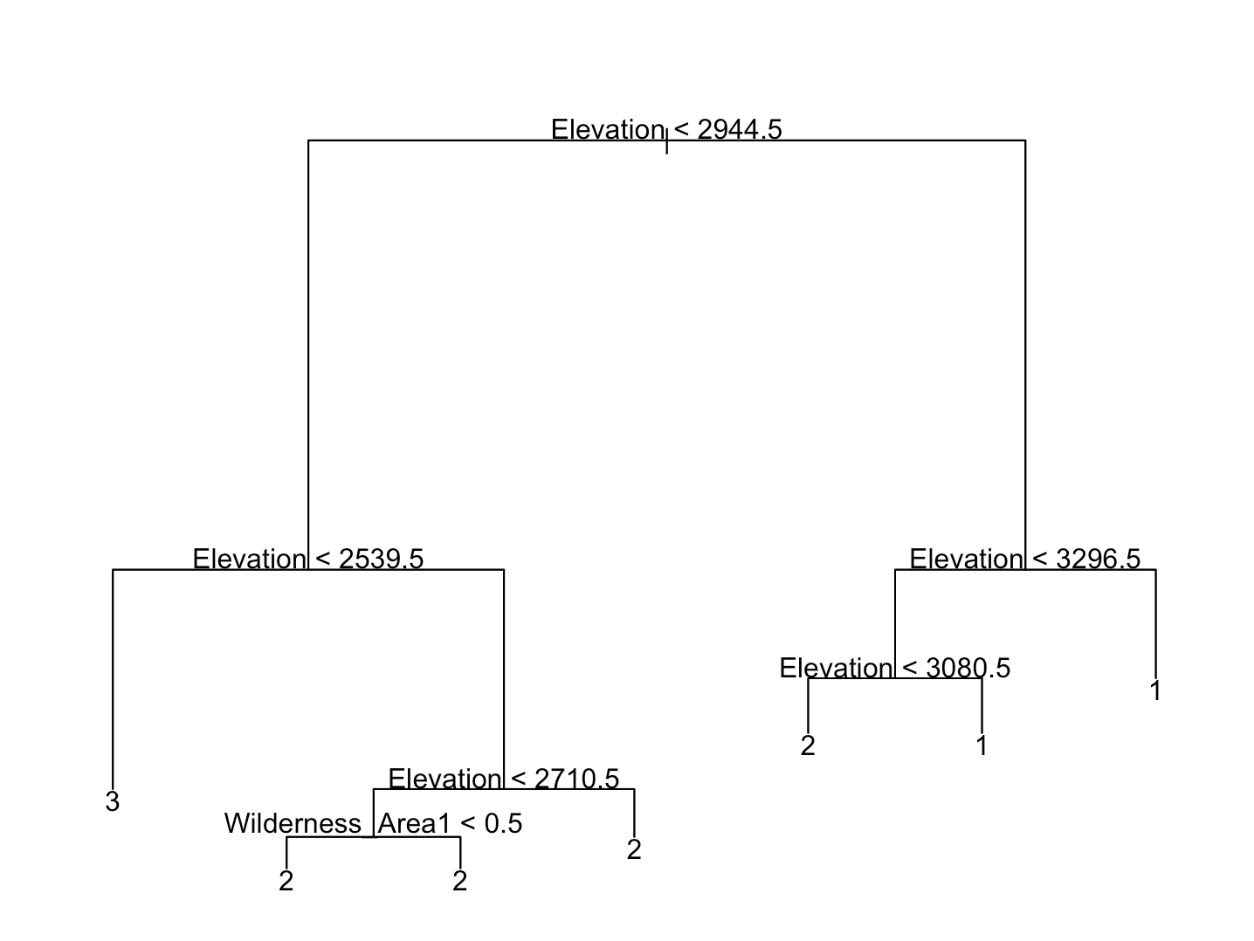 Elevation < 2944.5
Elevation < 2539.5
Elevation < 3296.5
Elevation < 3080.5
1
2
1
Elevation < 2710.5
3
Wilderness_Area1 < 0.5
2
2
2